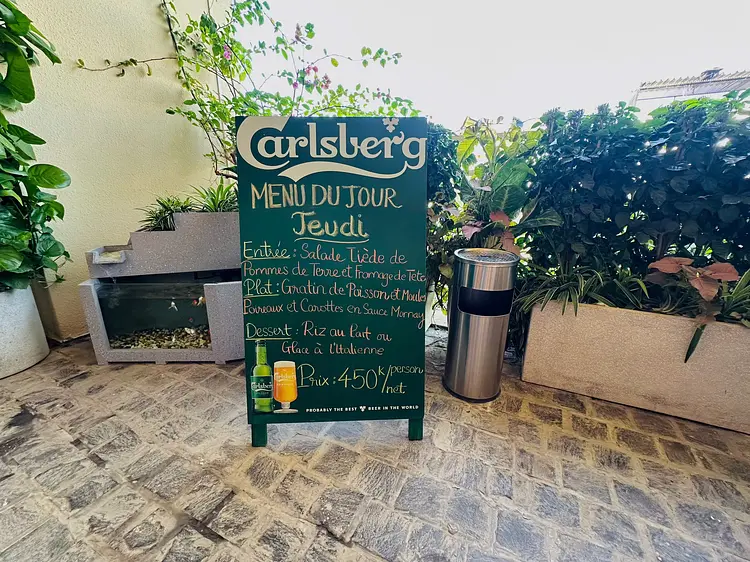 Carlsberg
MENU DU JOUR
Jeudi
Entrée : Salade Tiède de
Pommes de Terre et Fromage de Tête
Plat : Gratin de Poisson et Moules
Poireaux et Carottes en Sauce Mornay
Dessert : Riz au Lait ou
Glace à l'Italienne
Prix : 450k/person
net
PROBABLY THE BEST BEER IN THE WORLD